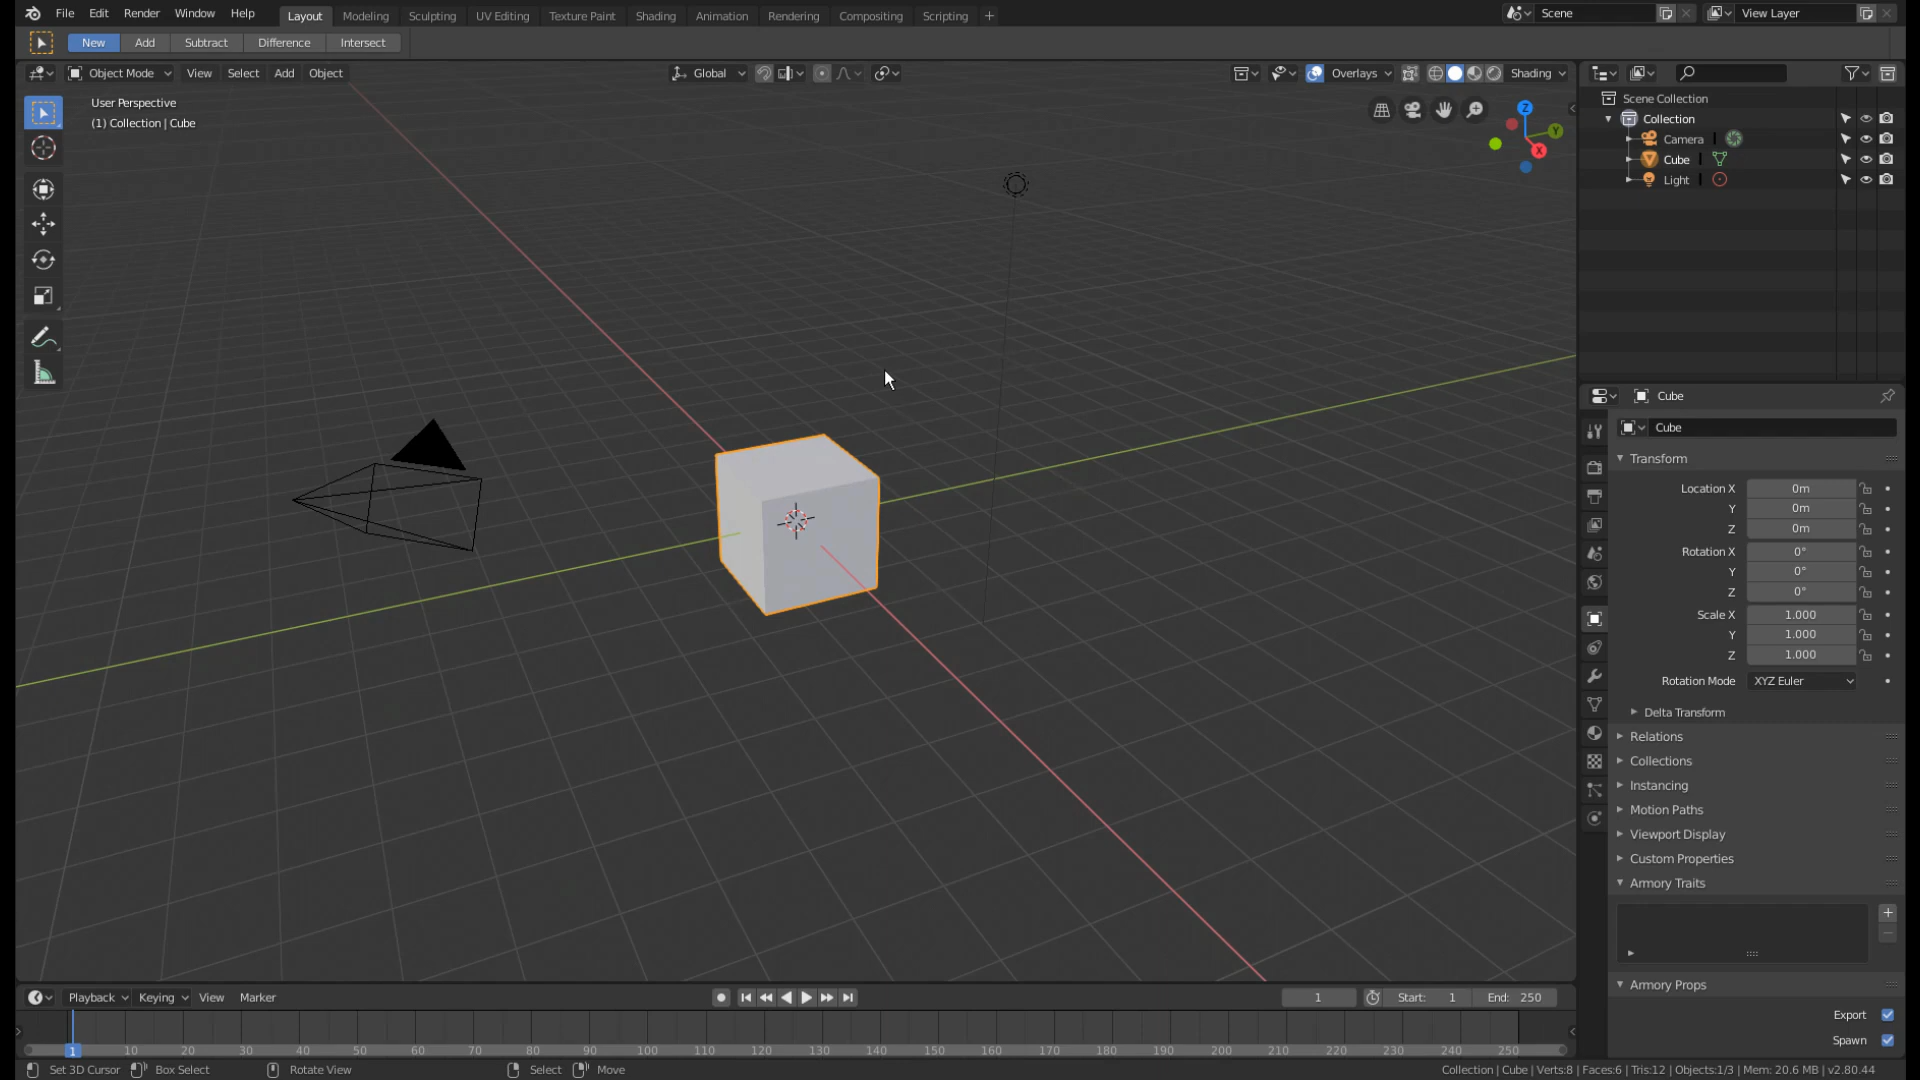 File Edit Render Window Help Layout Modeling Sculpting UV Editing Texture Paint Shading Animation Rendering Compositing Scripting + Scene View Layer
New Add Subtract Difference Intersect
Object Mode View Select Add Object Global Overlays Shading
User Perspective
(1) Collection | Cube
Z
Y
X
Scene Collection
Collection
Camera
Cube
Light
Cube
Cube
Transform
Location X 0m
Y 0m
Z 0m
Rotation X 0°
Y 0°
Z 0°
Scale X 1.000
Y 1.000
Z 1.000
Rotation Mode XYZ Euler
Delta Transform
Relations
Collections
Instancing
Motion Paths
Viewport Display
Custom Properties
Armory Traits
Armory Props
Export
Spawn
Playback Keying View Marker 1 Start: 1 End: 250
1 10 20 30 40 50 60 70 80 90 100 110 120 130 140 150 160 170 180 190 200 210 220 230 240 250
Set 3D Cursor Box Select Rotate View Select Move Collection | Cube | Verts:8 | Faces:6 | Tris:12 | Objects:1/3 | Mem: 20.6 MB | v2.80.44